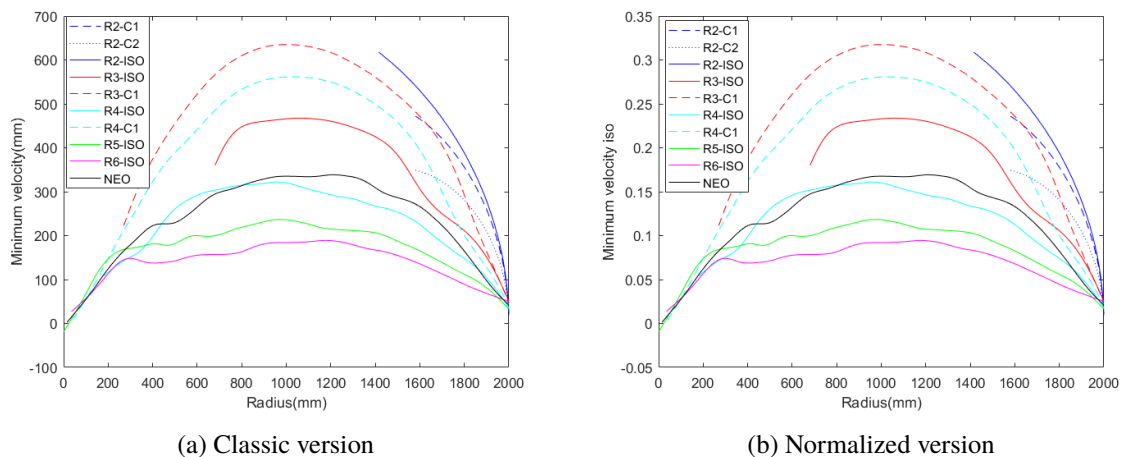 700
600
500
400
300
200
100
0
-100
Minimum velocity(mm)
R2-C1
R2-C2
R2-ISO
R3-ISO
R3-C1
R4-ISO
R4-C1
R5-ISO
R6-ISO
NEO
0 200 400 600 800 1000 1200 1400 1600 1800 2000
Radius(mm)
(a) Classic version
0.35
0.3
0.25
0.2
0.15
0.1
0.05
0
-0.05
Minimum velocity iso
R2-C1
R2-C2
R2-ISO
R3-ISO
R3-C1
R4-ISO
R4-C1
R5-ISO
R6-ISO
NEO
0 200 400 600 800 1000 1200 1400 1600 1800 2000
Radius(mm)
(b) Normalized version